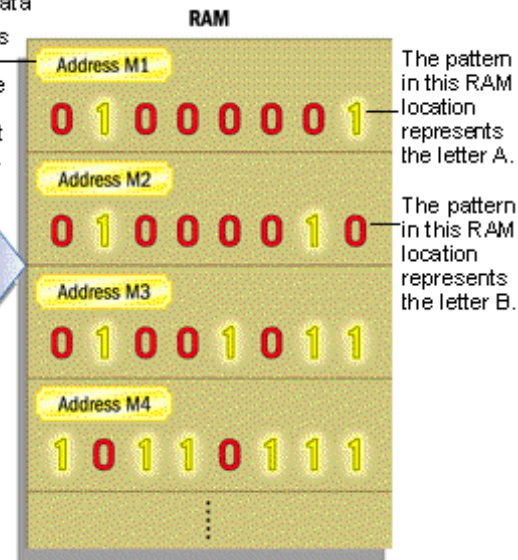 ata
RAM
s
e
t
Address M1
0 1 0 0 0 0 0 1
The pattern
in this RAM
location
represents
the letter A.
Address M2
0 1 0 0 0 0 1 0
The pattern
in this RAM
location
represents
the letter B.
Address M3
0 1 0 0 1 0 1 1
Address M4
1 0 1 1 0 1 1 1